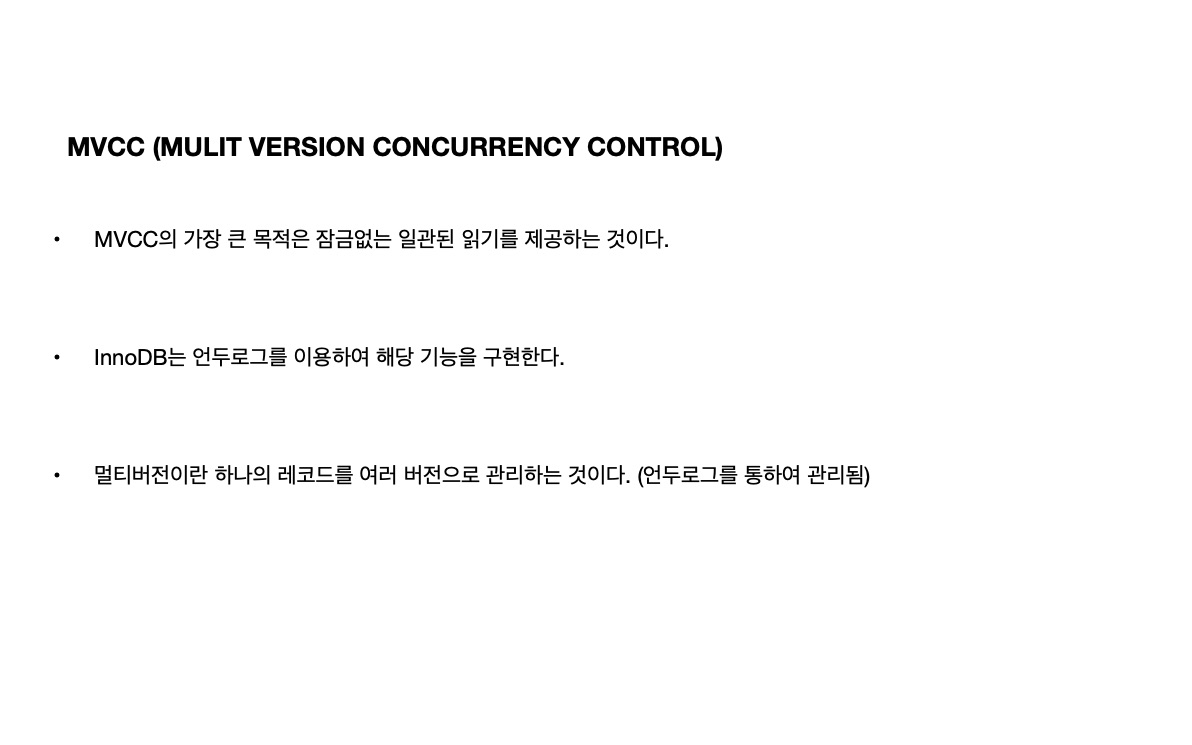 MVCC (MULIT VERSION CONCURRENCY CONTROL)
• MVCC의 가장 큰 목적은 잠금없는 일관된 읽기를 제공하는 것이다.
• InnoDB는 언두로그를 이용하여 해당 기능을 구현한다.
• 멀티버전이란 하나의 레코드를 여러 버전으로 관리하는 것이다. (언두로그를 통하여 관리됨)